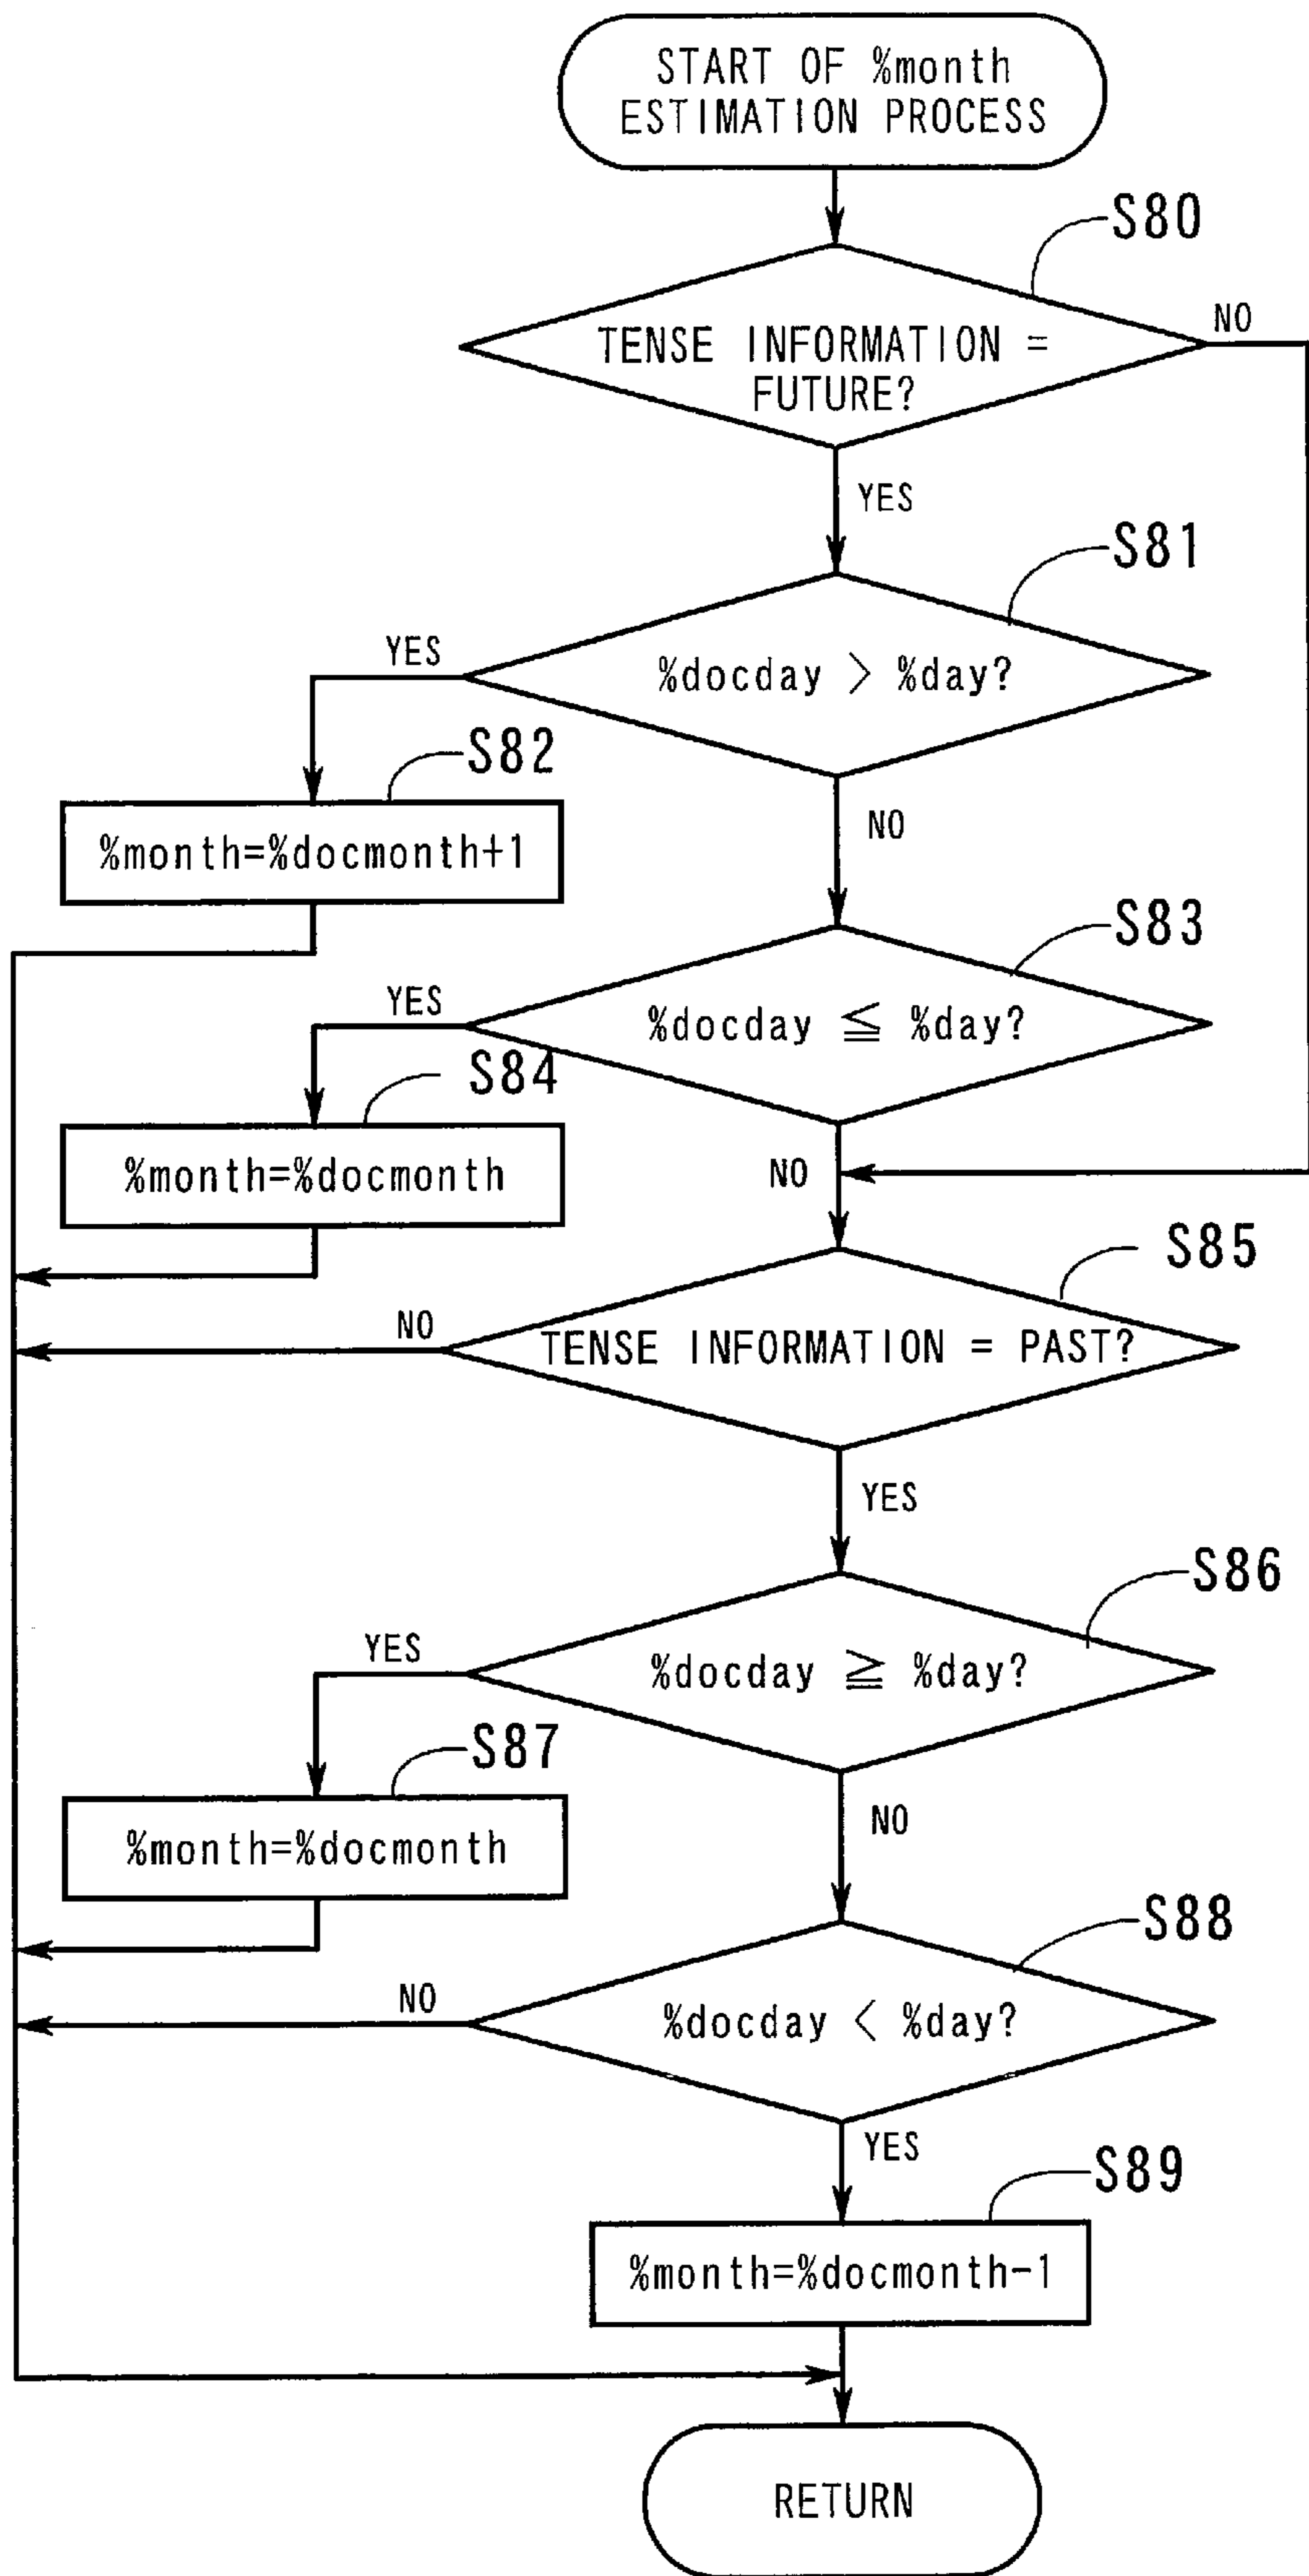 START OF %month
ESTIMATION PROCESS
S80
NO
TENSE INFORMATION =
FUTURE?
YES
S81
YES
%docday > %day?
S82
NO
%month=%docmonth+1
S83
YES
%docday ≦ %day?
S84
%month=%docmonth
NO
S85
NO
TENSE INFORMATION = PAST?
YES
S86
YES
%docday ≧ %day?
S87
NO
%month=%docmonth
S88
NO
%docday < %day?
YES
S89
%month=%docmonth-1
RETURN